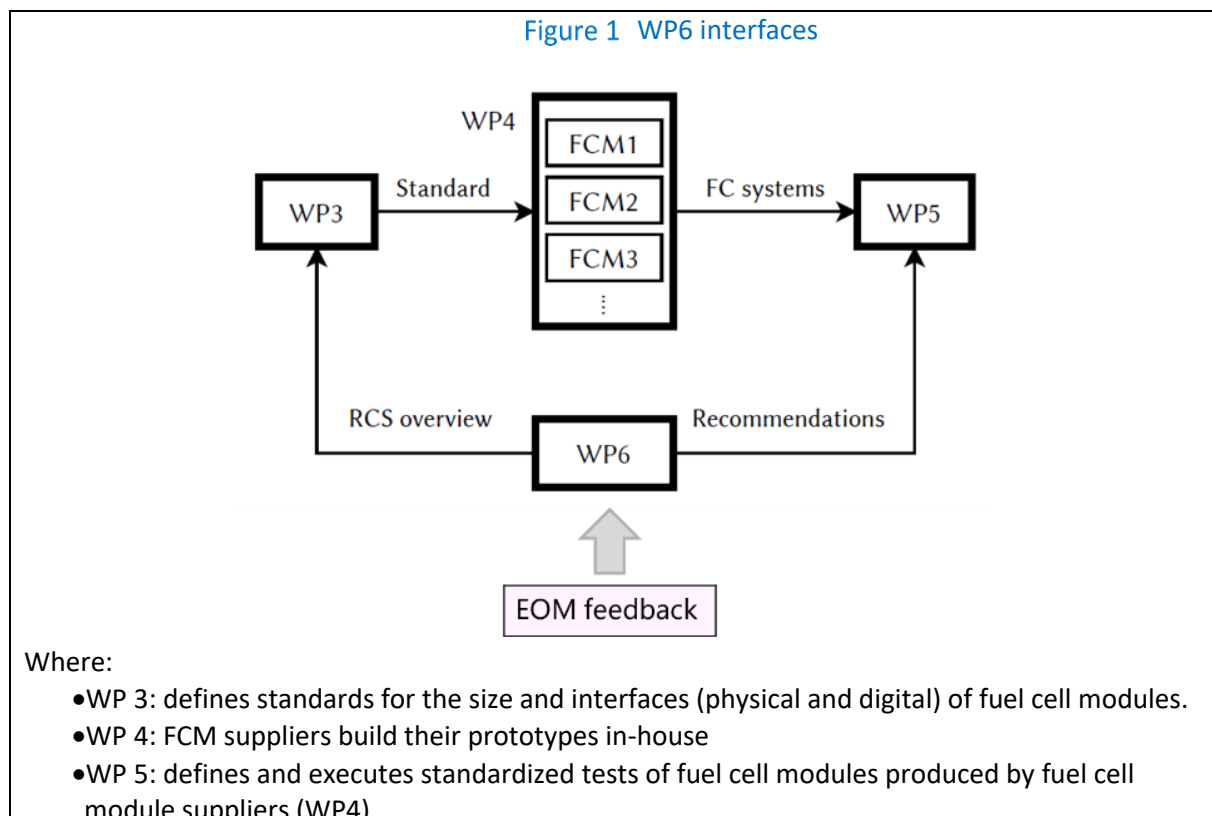 Figure 1 WP6 interfaces
WP4
FCM1
Standard
FC systems
WP3
FCM2
WP5
FCM3
RCS overview
Recommendations
WP6
EOM feedback
Where:
•WP 3: defines standards for the size and interfaces (physical and digital) of fuel cell modules.
•WP 4: FCM suppliers build their prototypes in-house
•WP 5: defines and executes standardized tests of fuel cell modules produced by fuel cell
module suppliers (WP4)